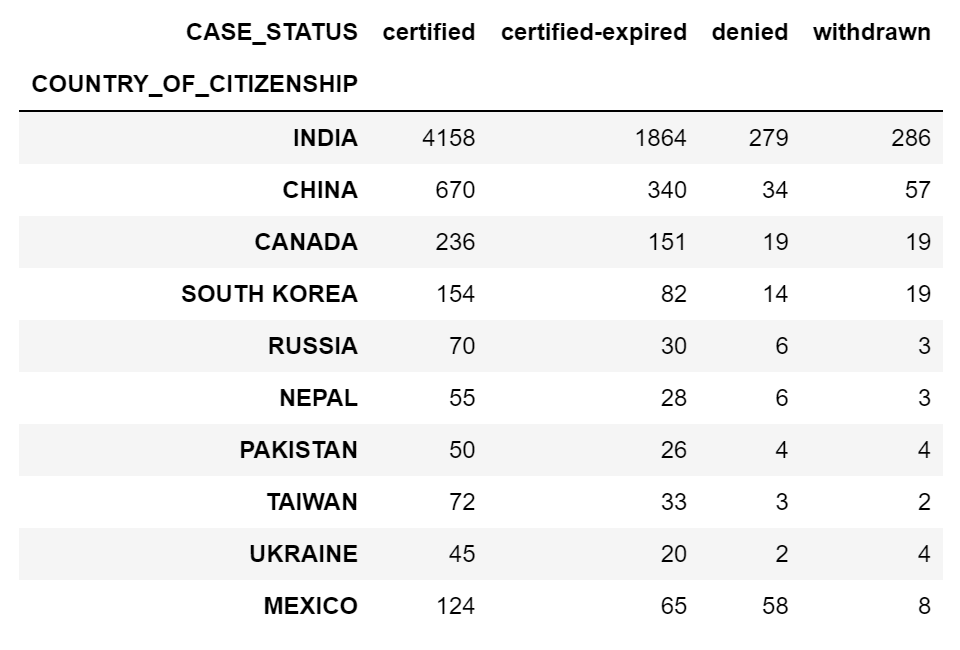 CASE_STATUS certified certified-expired denied withdrawn
COUNTRY_OF_CITIZENSHIP
INDIA 4158 1864 279 286
CHINA 670 340 34 57
CANADA 236 151 19 19
SOUTH KOREA 154 82 14 19
RUSSIA 70 30 6 3
NEPAL 55 28 6 3
PAKISTAN 50 26 4 4
TAIWAN 72 33 3 2
UKRAINE 45 20 2 4
MEXICO 124 65 58 8